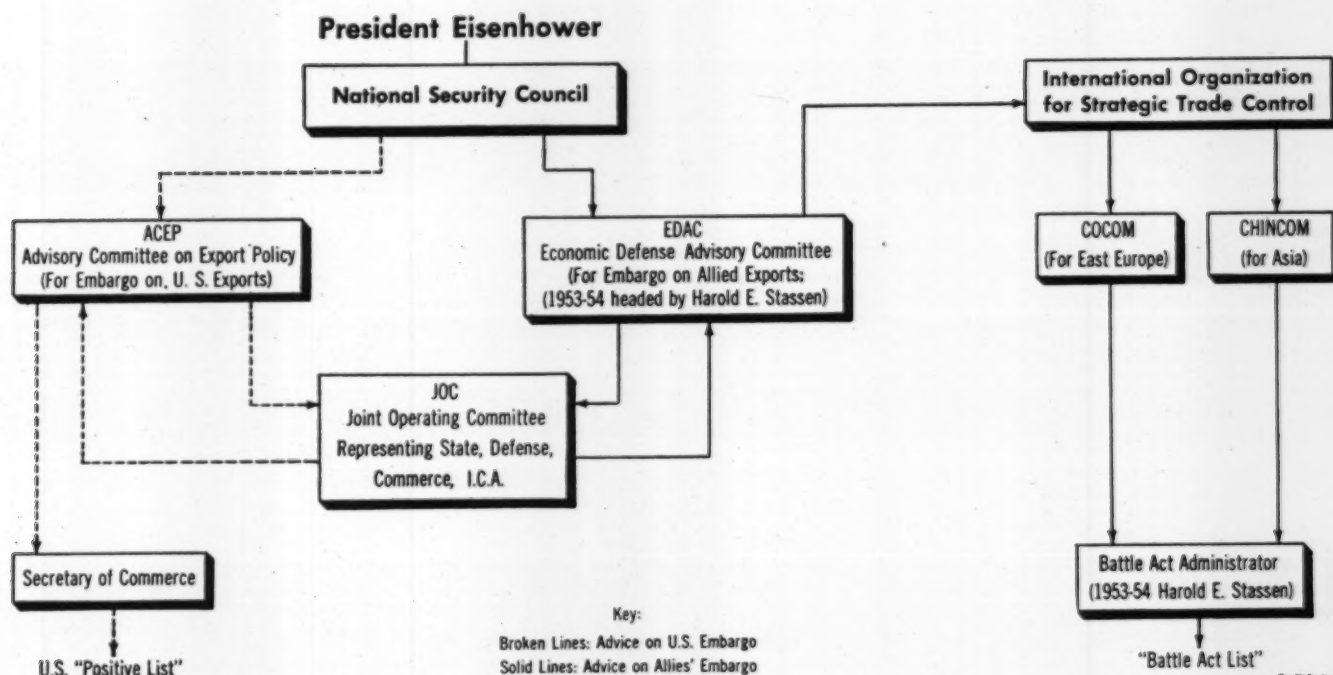 President Eisenhower
National Security Council
International Organization
for Strategic Trade Control
ACEP
Advisory Committee on Export Policy
(For Embargo on, U. S. Exports)
EDAC
Economic Defense Advisory Committee
(For Embargo on Allied Exports;
(1953-54 headed by Harold E. Stassen)
COCOM
(For East Europe)
CHINCOM
(for Asia)
JOC
Joint Operating Committee
Representing State, Defense,
Commerce, I.C.A.
Secretary of Commerce
U.S. "Positive List"
Key:
Broken Lines: Advice on U.S. Embargo
Solid Lines: Advice on Allies' Embargo
Battle Act Administrator
(1953-54 Harold E. Stassen)
"Battle Act List"